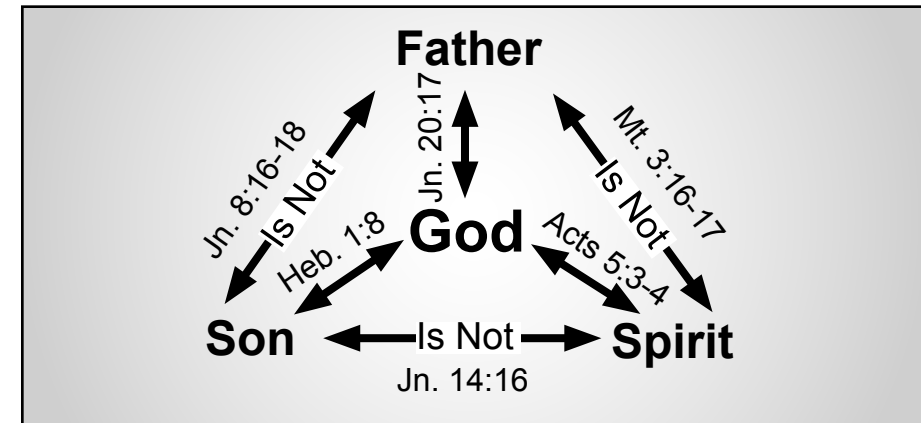 Father
Jn. 20:17
Jn. 8:16-18
Is Not
Mt. 3:16-17
Is Not
God
Heb. 1:8
Acts 5:3-4
Son
Is Not
Spirit
Jn. 14:16